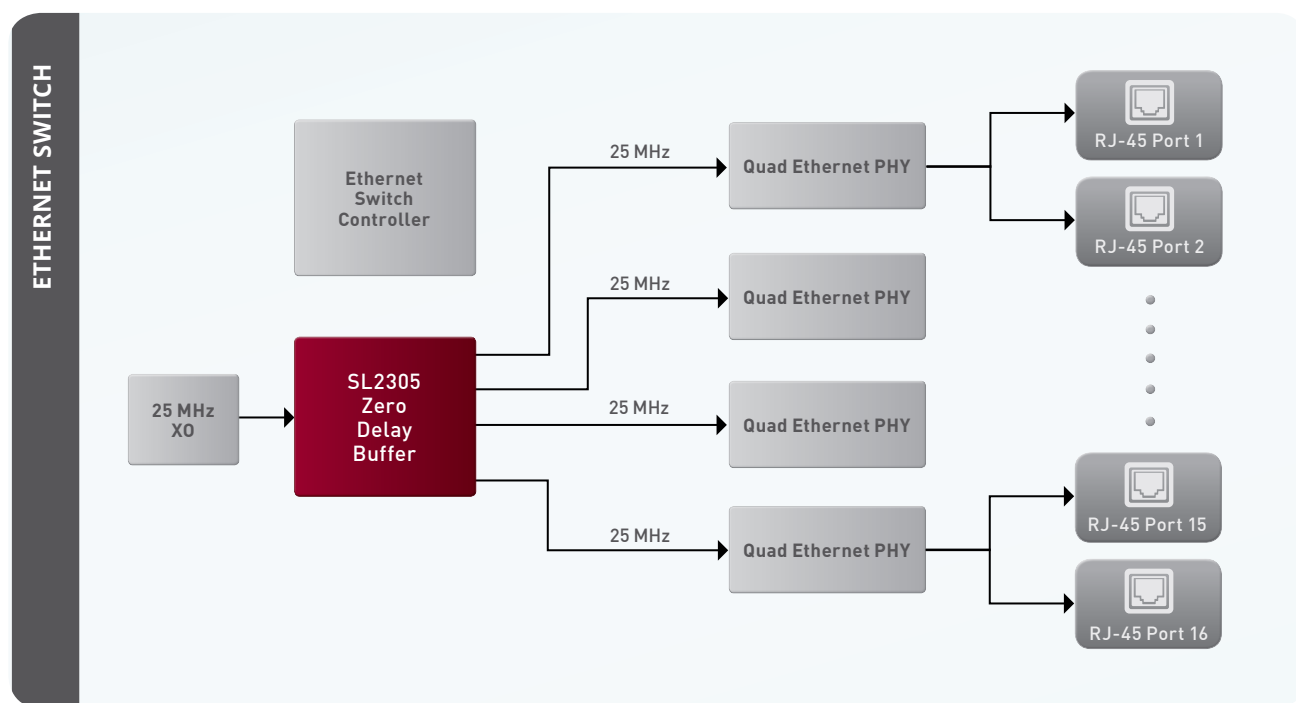 ETHERNET SWITCH
Ethernet
Switch
Controller
25 MHz
XO
SL2305
Zero
Delay
Buffer
25 MHz
Quad Ethernet PHY
25 MHz
Quad Ethernet PHY
25 MHz
Quad Ethernet PHY
25 MHz
Quad Ethernet PHY
RJ-45 Port 1
RJ-45 Port 2
RJ-45 Port 15
RJ-45 Port 16